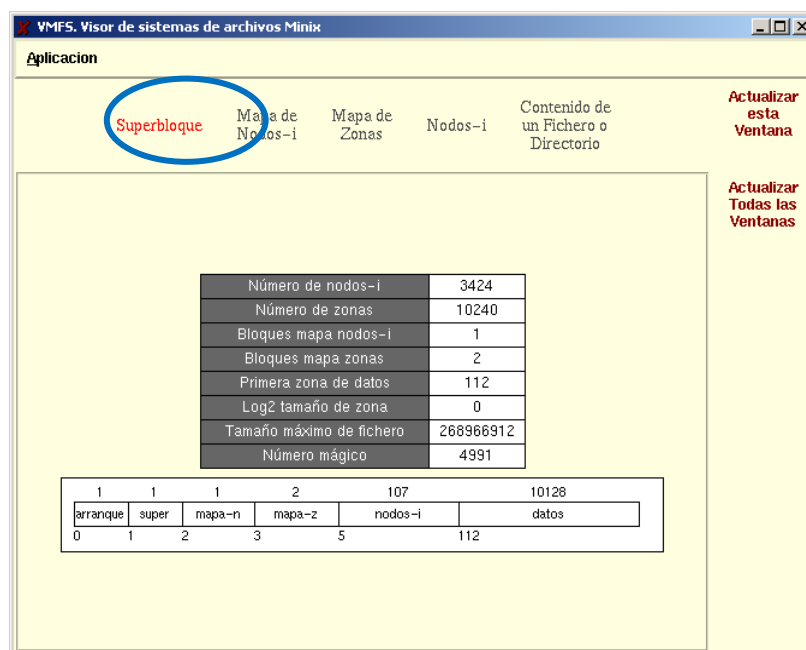 VMFS. Visor de sistemas de archivos Minix
Aplicacion
Superbloque
Mapa de
Nodos-i
Mapa de
Zonas
Nodos-i
Contenido de
un Fichero o
Directorio
Actualizar
esta
Ventana
Actualizar
Todas las
Ventanas
Número de nodos-i 3424
Número de zonas 10240
Bloques mapa nodos-i 1
Bloques mapa zonas 2
Primera zona de datos 112
Log2 tamaño de zona 0
Tamaño máximo de fichero 268966912
Número mágico 4991
1 1 1 2 107 10128
arranque super mapa-n mapa-z nodos-i datos
0 1 2 3 5 112